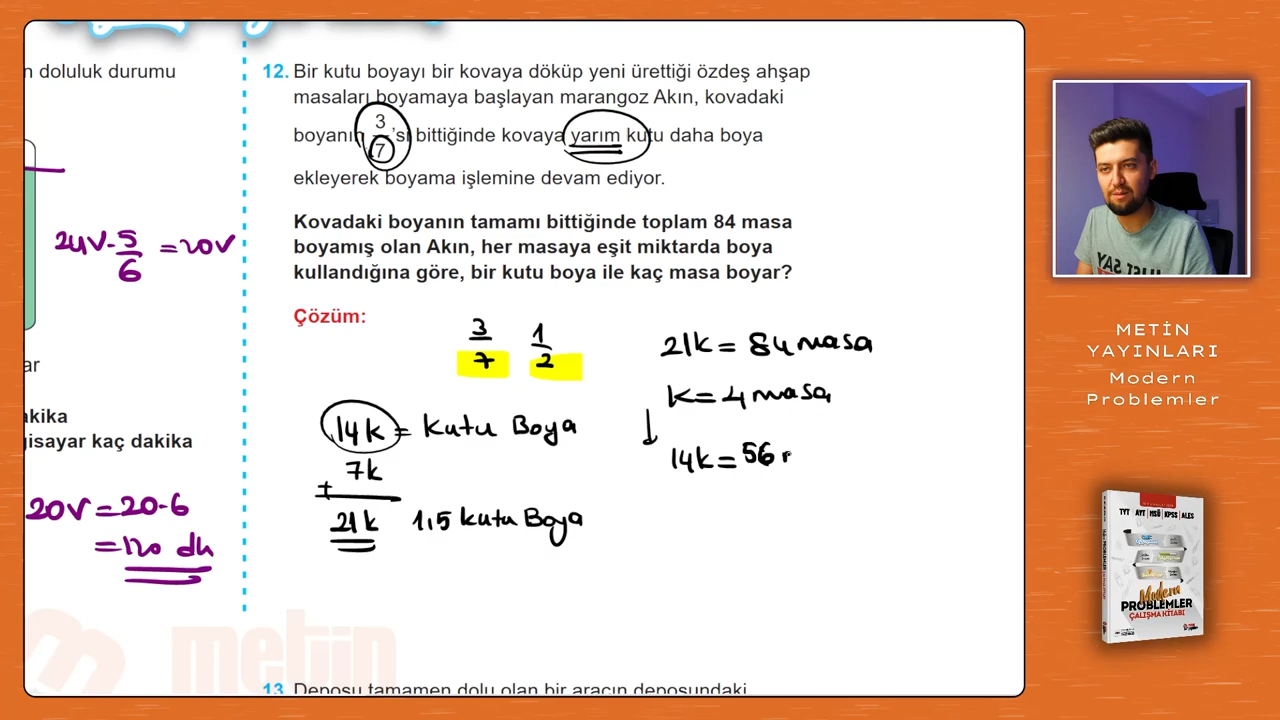 n doluluk durumu
24V · 5/6 = 20V
ar
akika
gisayar kaç dakika
20V = 20·6
= 120 dk
12. Bir kutu boyayı bir kovaya döküp yeni ürettiği özdeş ahşap
masaları boyamaya başlayan marangoz Akın, kovadaki
boyanın 3/7 'si bittiğinde kovaya yarım kutu daha boya
ekleyerek boyama işlemine devam ediyor.
Kovadaki boyanın tamamı bittiğinde toplam 84 masa
boyamış olan Akın, her masaya eşit miktarda boya
kullandığına göre, bir kutu boya ile kaç masa boyar?
Çözüm:
3/7 1/2
14k = Kutu Boya
7k
+
21k 1,5 kutu Boya
21k = 84 masa
k = 4 masa
14k = 56
metin
13. Deposu tamamen dolu olan bir aracın deposundaki
METİN
YAYINLARI
Modern
Problemler
TYT | AYT | MSÜ | KPSS | ALES
Modern
PROBLEMLER
ÇALIŞMA KİTABI